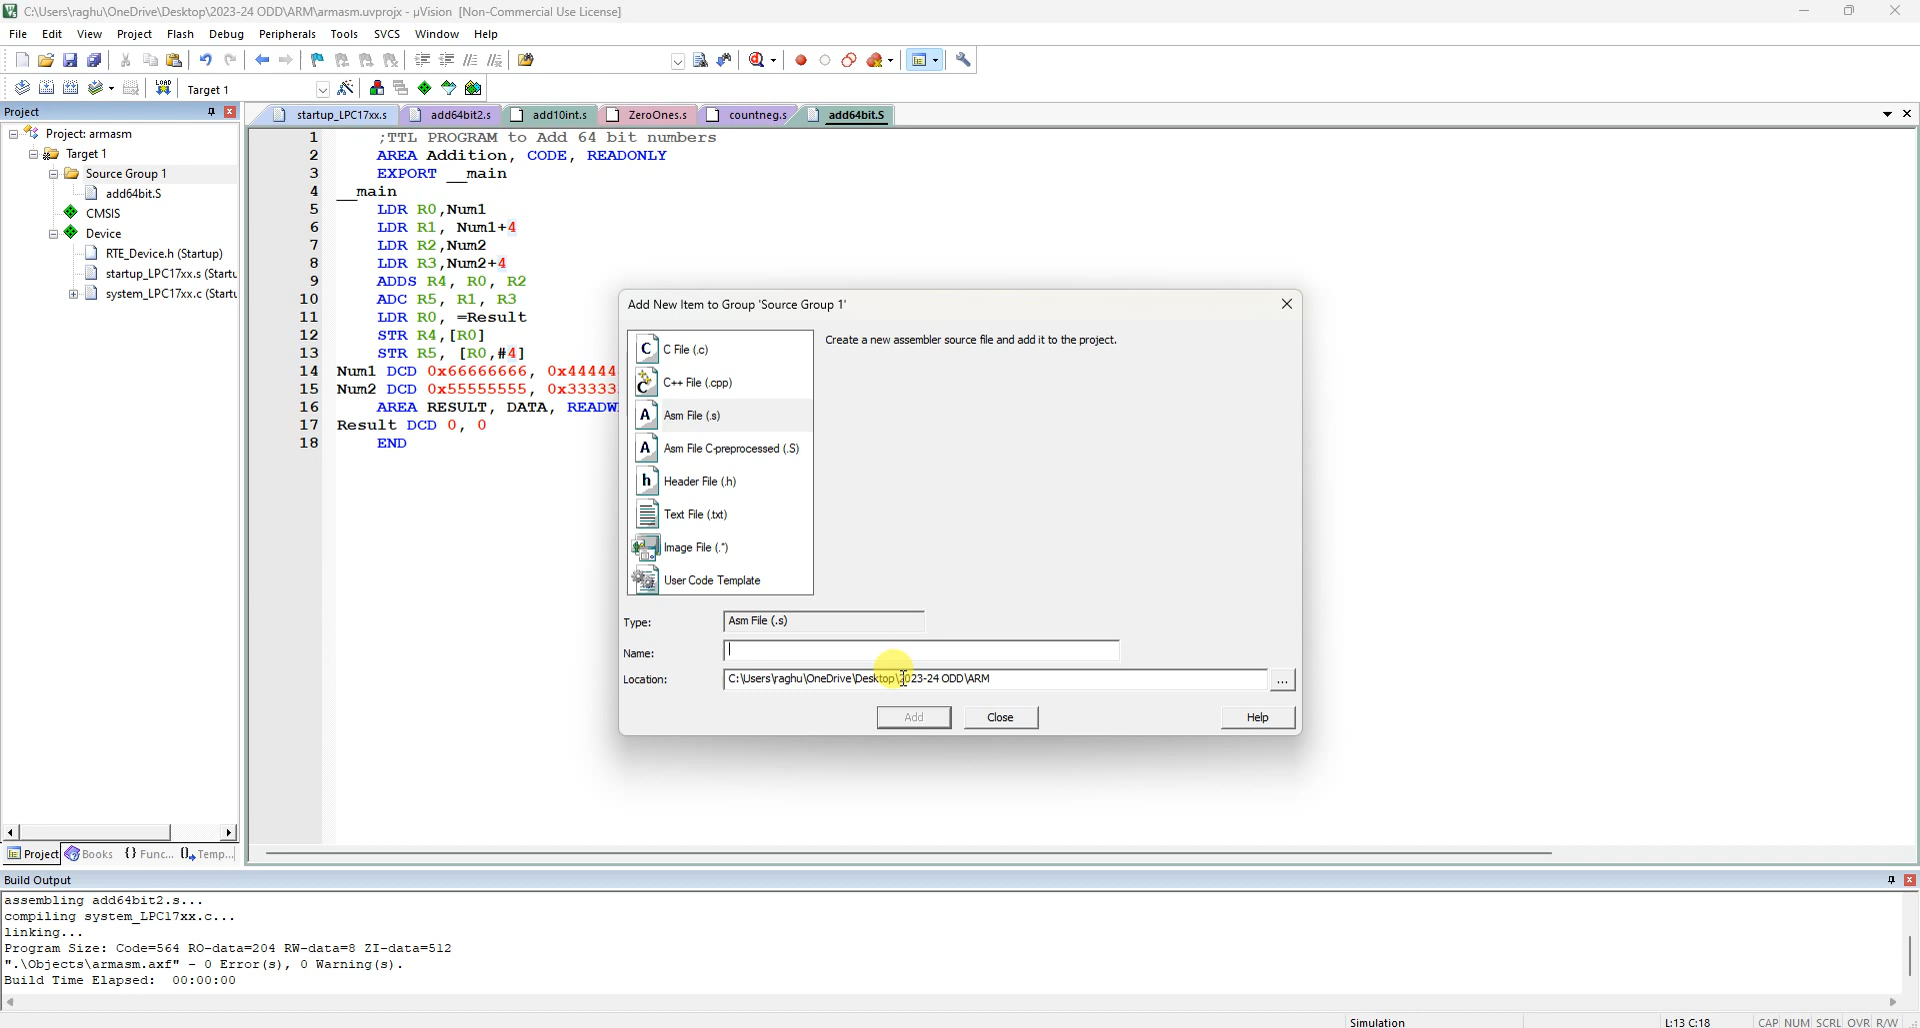 C:\Users\raghu\OneDrive\Desktop\2023-24 ODD\ARM\armasm.uvprojx - µVision [Non-Commercial Use License]
File Edit View Project Flash Debug Peripherals Tools SVCS Window Help
LOAD Target 1
Project
startup_LPC17xx.s add64bit2.s add10int.s ZeroOnes.s countneg.s add64bit.S
Project: armasm
Target 1
Source Group 1
add64bit.S
CMSIS
Device
RTE_Device.h (Startup)
startup_LPC17xx.s (Startu
system_LPC17xx.c (Startu
1 ;TTL PROGRAM to Add 64 bit numbers
2 AREA Addition, CODE, READONLY
3 EXPORT __main
4 __main
5 LDR R0,Num1
6 LDR R1, Num1+4
7 LDR R2,Num2
8 LDR R3,Num2+4
9 ADDS R4, R0, R2
10 ADC R5, R1, R3
11 LDR R0, =Result
12 STR R4,[R0]
13 STR R5, [R0,#4]
14 Num1 DCD 0x66666666, 0x44444
15 Num2 DCD 0x55555555, 0x33333
16 AREA RESULT, DATA, READW
17 Result DCD 0, 0
18 END
Add New Item to Group 'Source Group 1'
C File (.c)
C++ File (.cpp)
Asm File (.s)
Asm File C-preprocessed (.S)
Header File (.h)
Text File (.txt)
Image File (.*)
User Code Template
Create a new assembler source file and add it to the project.
Type: Asm File (.s)
Name:
Location: C:\Users\raghu\OneDrive\Desktop\2023-24 ODD\ARM ...
Add Close Help
Project Books {} Func... Temp...
Build Output
assembling add64bit2.s...
compiling system_LPC17xx.c...
linking...
Program Size: Code=564 RO-data=204 RW-data=8 ZI-data=512
".\Objects\armasm.axf" - 0 Error(s), 0 Warning(s).
Build Time Elapsed: 00:00:00
Simulation L:13 C:18 CAP NUM SCRL OVR R/W